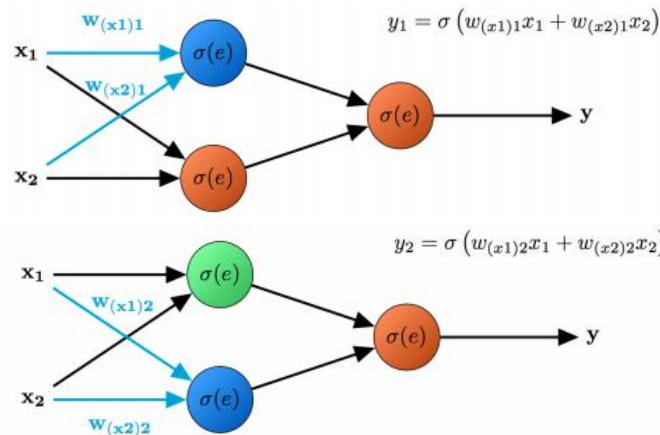 w(x1)1
y₁ = σ (w(x1)1x₁ + w(x2)1x₂)
x₁
σ(e)
w(x2)1
σ(e)
y
x₂
σ(e)
y₂ = σ (w(x1)2x₁ + w(x2)2x₂)
x₁
σ(e)
w(x1)2
σ(e)
y
x₂
σ(e)
w(x2)2